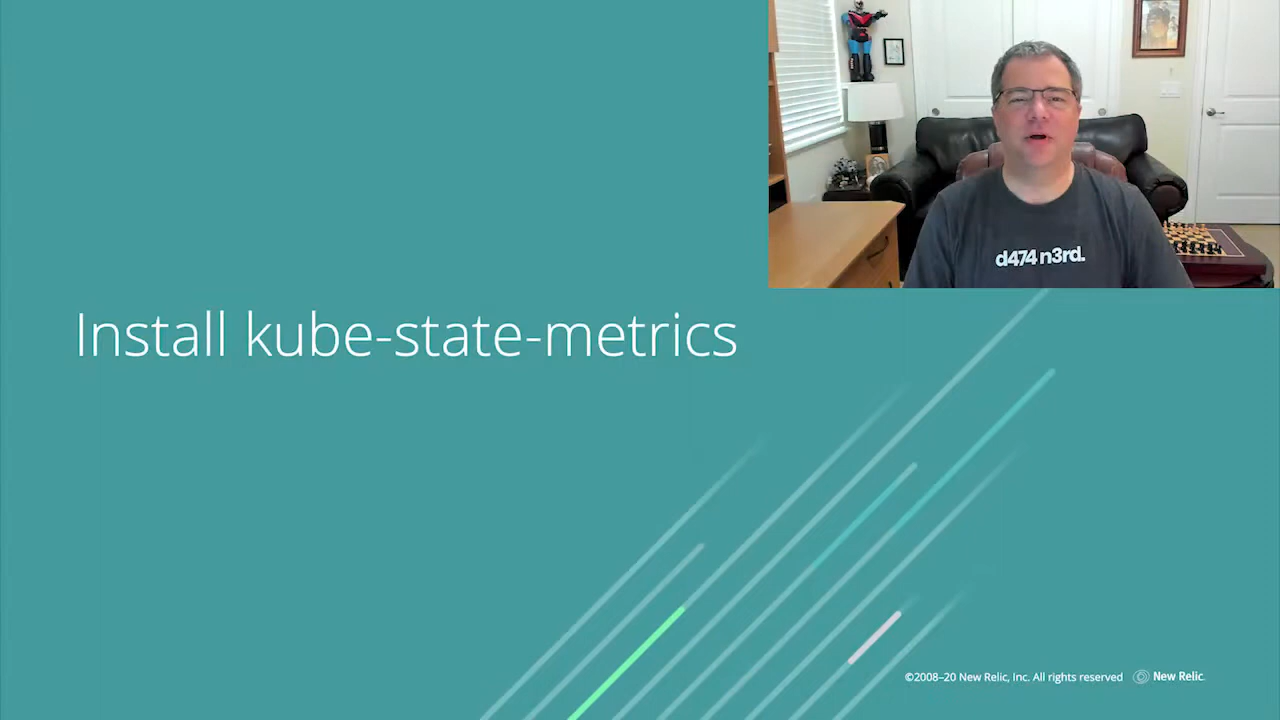 d474 n3rd.
Install kube-state-metrics
©2008–20 New Relic, Inc. All rights reserved
New Relic.